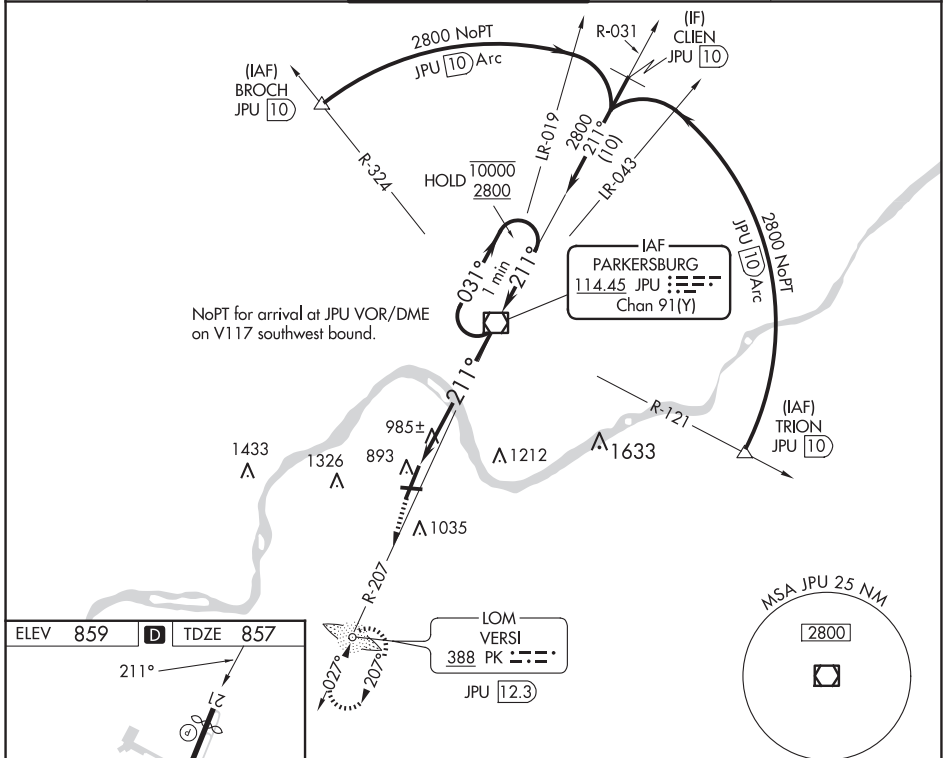 2800 NoPT
JPU 10 Arc
(IAF)
BROCH
JPU 10
R-324
R-031
(IF)
CLIEN
JPU 10
LR-019
2800
211°
(10)
LR-043
HOLD 10000
2800
031°
1 min
211°
IAF
PARKERSBURG
114.45 JPU
Chan 91(Y)
2800 NoPT
JPU 10 Arc
NoPT for arrival at JPU VOR/DME
on V117 southwest bound.
211°
R-121
(IAF)
TRION
JPU 10
985±
1433
1326
893
1212
1633
1035
R-207
LOM
VERSI
388 PK
JPU 12.3
027°
207°
MSA JPU 25 NM
2800
ELEV 859 D TDZE 857
211°
21
P